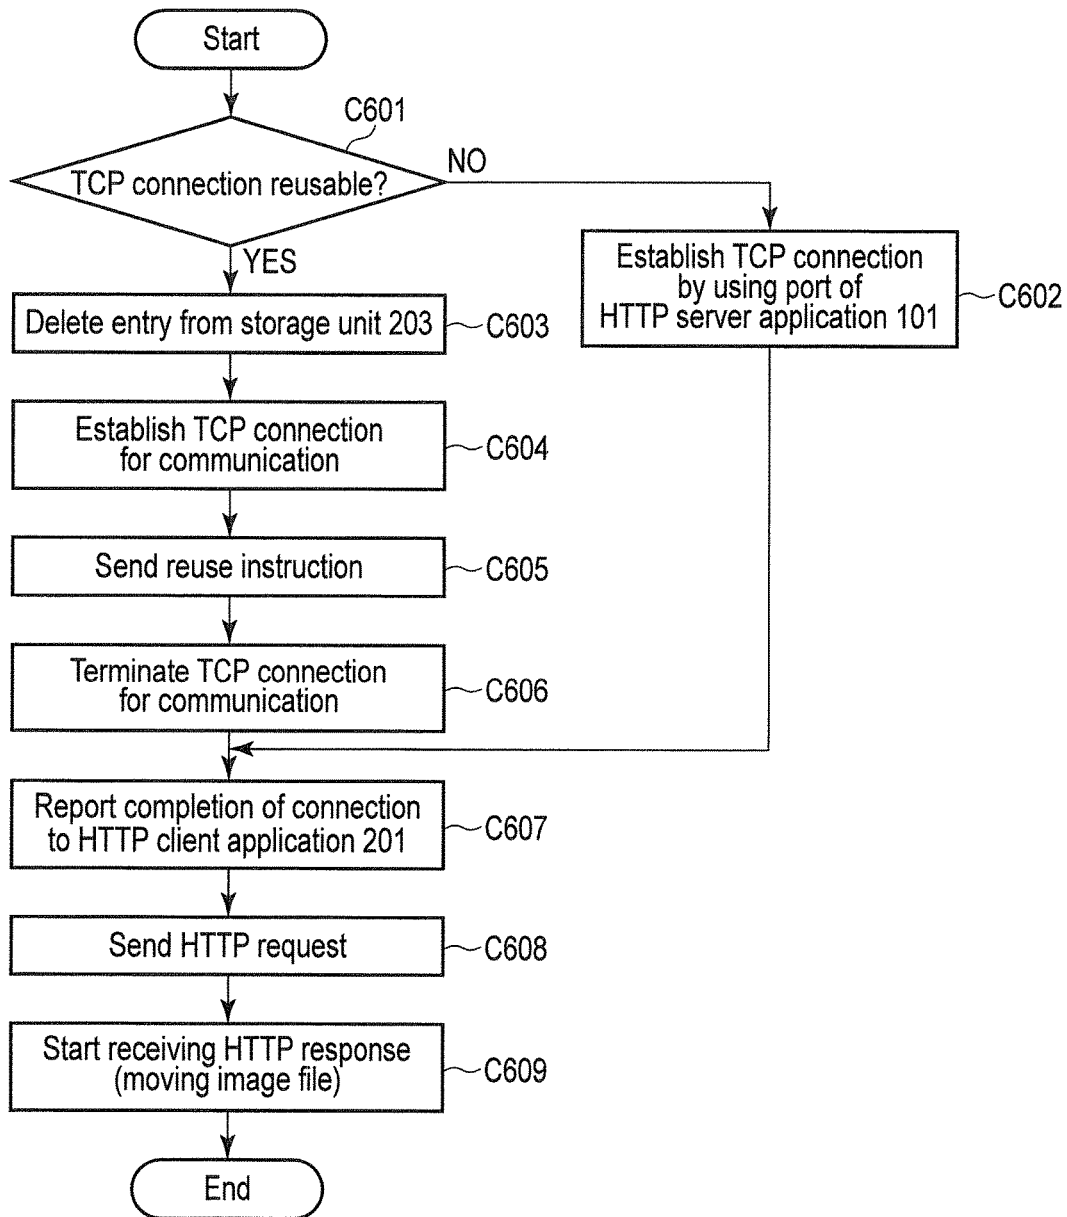 Start
C601
TCP connection reusable?
NO
YES
Establish TCP connection
by using port of
HTTP server application 101
C602
Delete entry from storage unit 203
C603
Establish TCP connection
for communication
C604
Send reuse instruction
C605
Terminate TCP connection
for communication
C606
Report completion of connection
to HTTP client application 201
C607
Send HTTP request
C608
Start receiving HTTP response
(moving image file)
C609
End